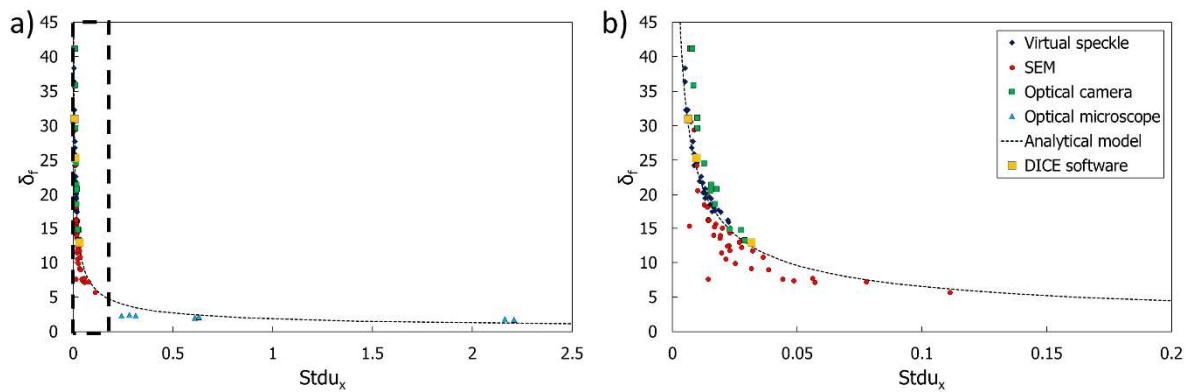 a)
45
40
35
30
25
δf
20
15
10
5
0
0 0.5 1 1.5 2 2.5
Stdux
b)
45
40
35
30
25
δf
20
15
10
5
0
0 0.05 0.1 0.15 0.2
Stdux
Virtual speckle
SEM
Optical camera
Optical microscope
Analytical model
DICE software